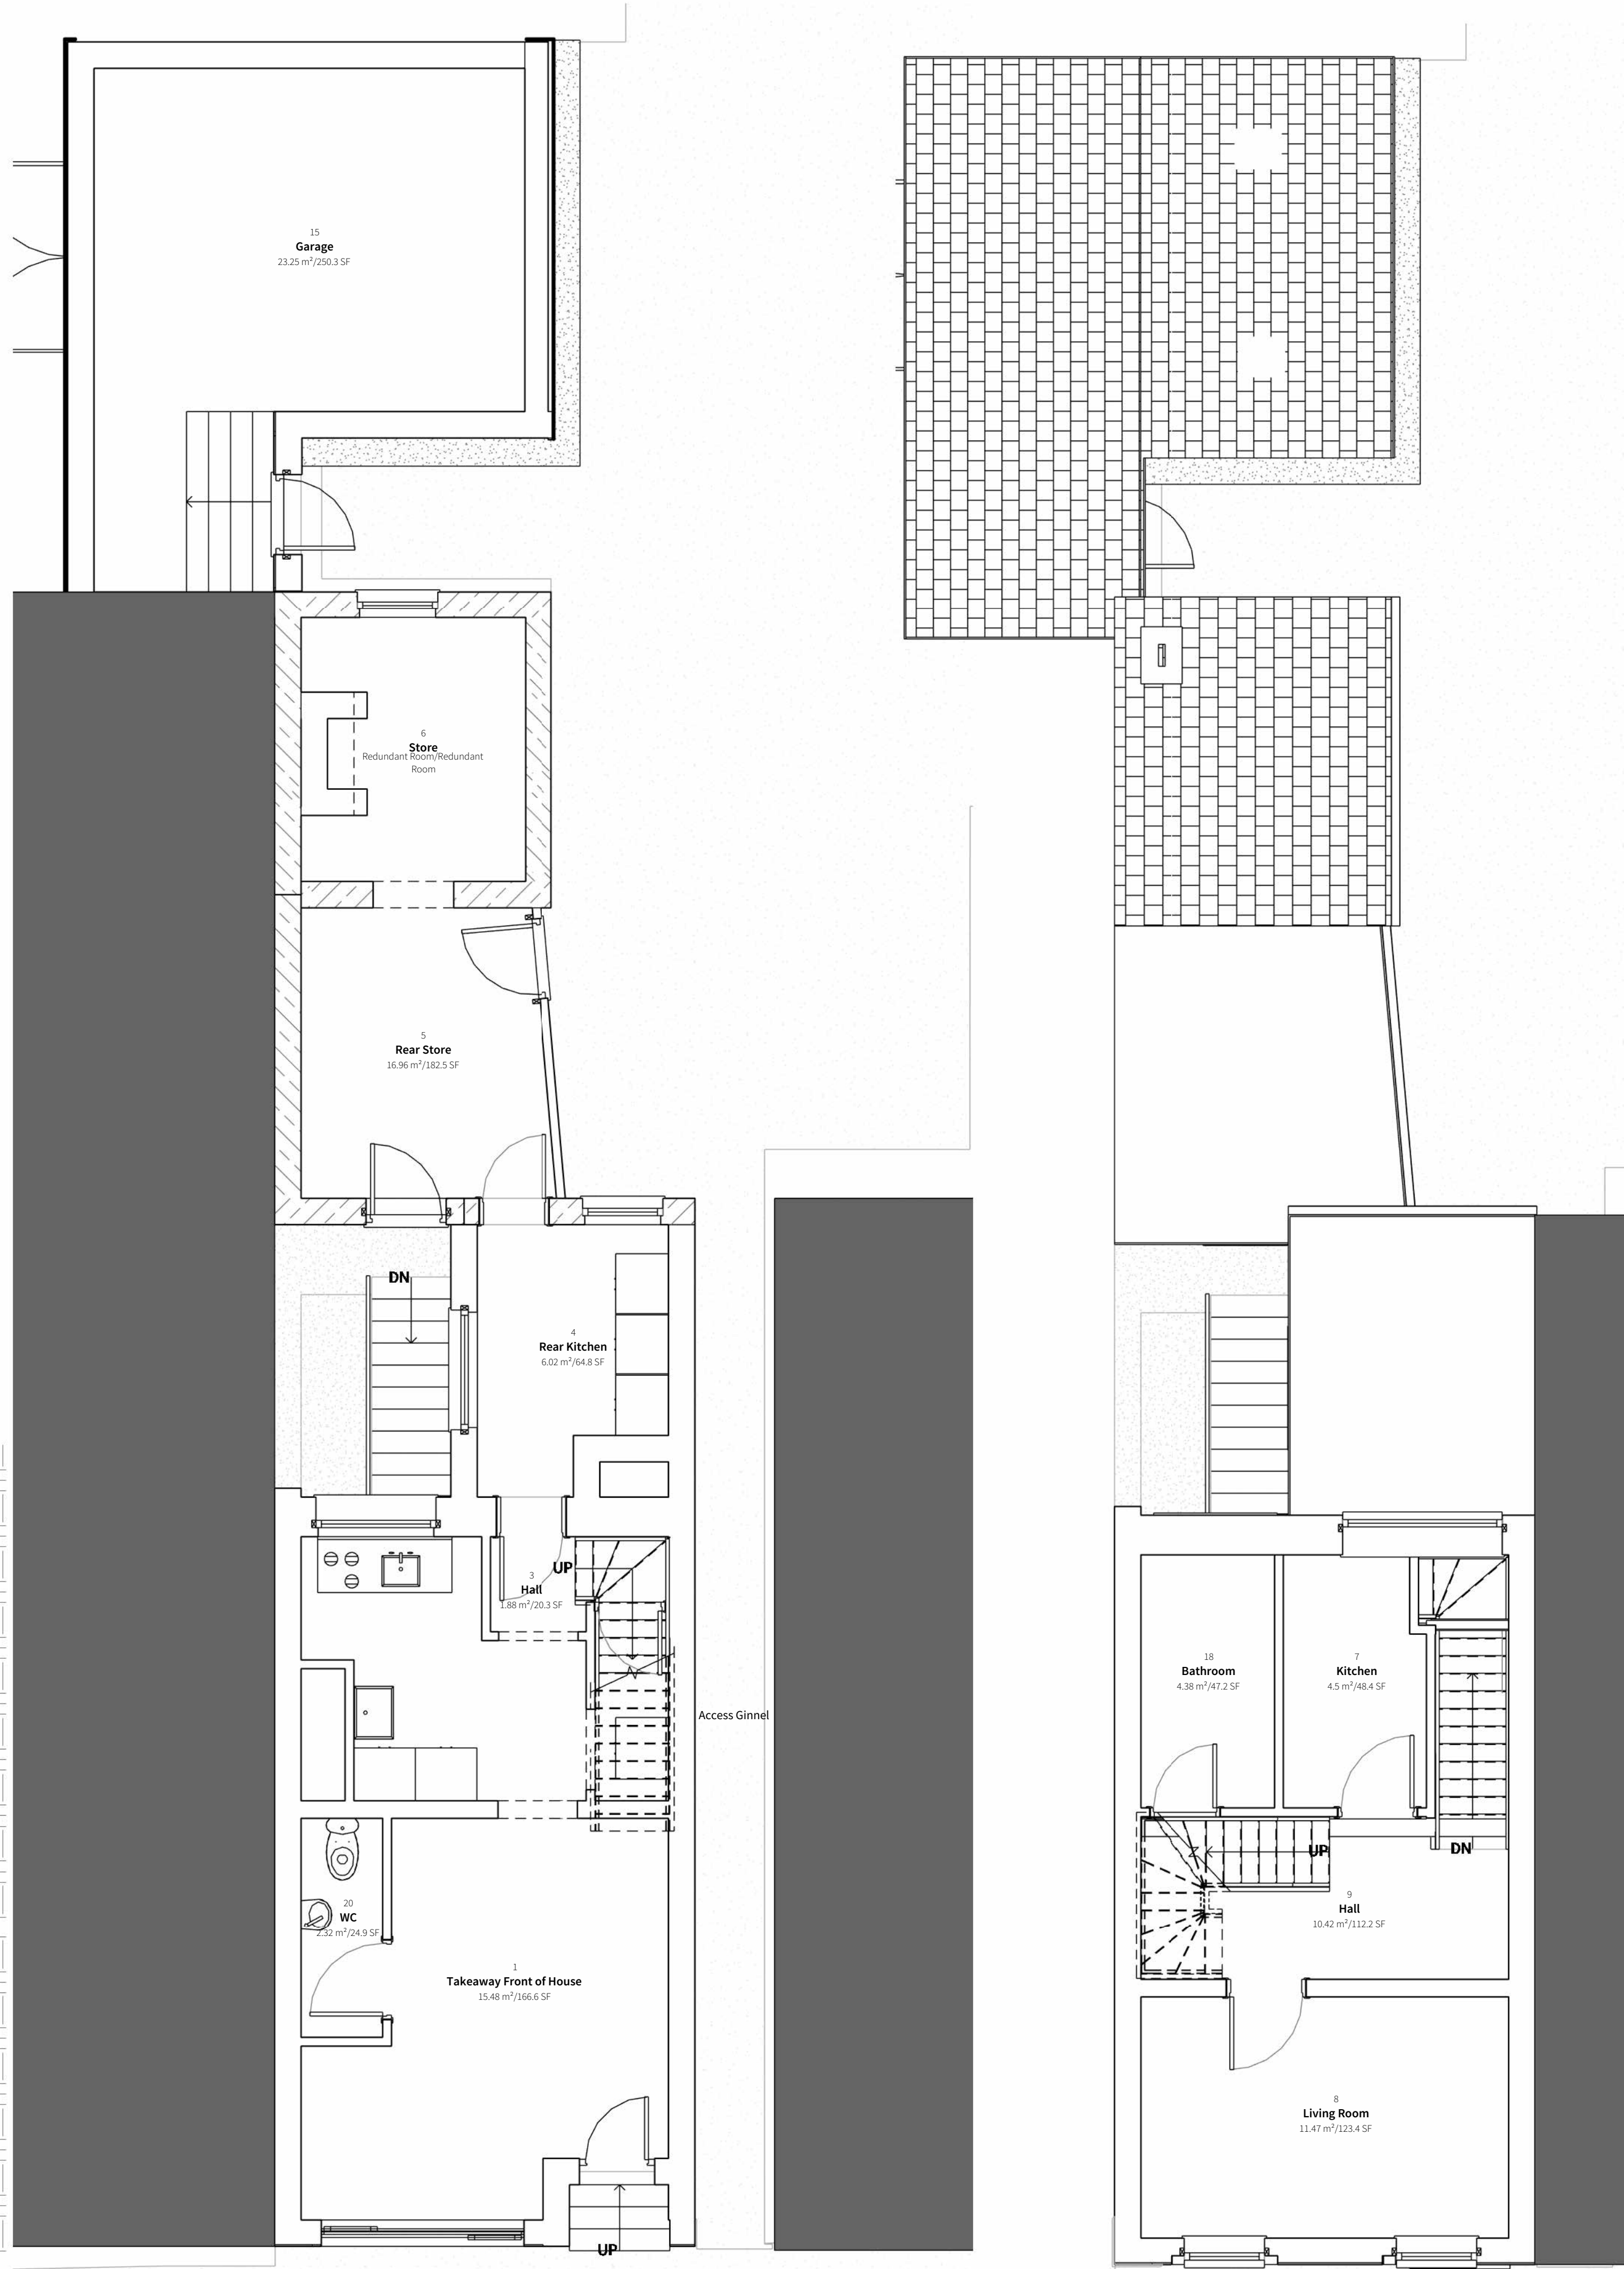 15
Garage
23.25 m²/250.3 SF
6
Store
Redundant Room/Redundant
Room
5
Rear Store
16.96 m²/182.5 SF
DN
4
Rear Kitchen
6.02 m²/64.8 SF
UP
3
Hall
1.88 m²/20.3 SF
Access Ginnel
20
WC
2.32 m²/24.9 SF
1
Takeaway Front of House
15.48 m²/166.6 SF
UP
18
Bathroom
4.38 m²/47.2 SF
7
Kitchen
4.5 m²/48.4 SF
UP
DN
9
Hall
10.42 m²/112.2 SF
8
Living Room
11.47 m²/123.4 SF